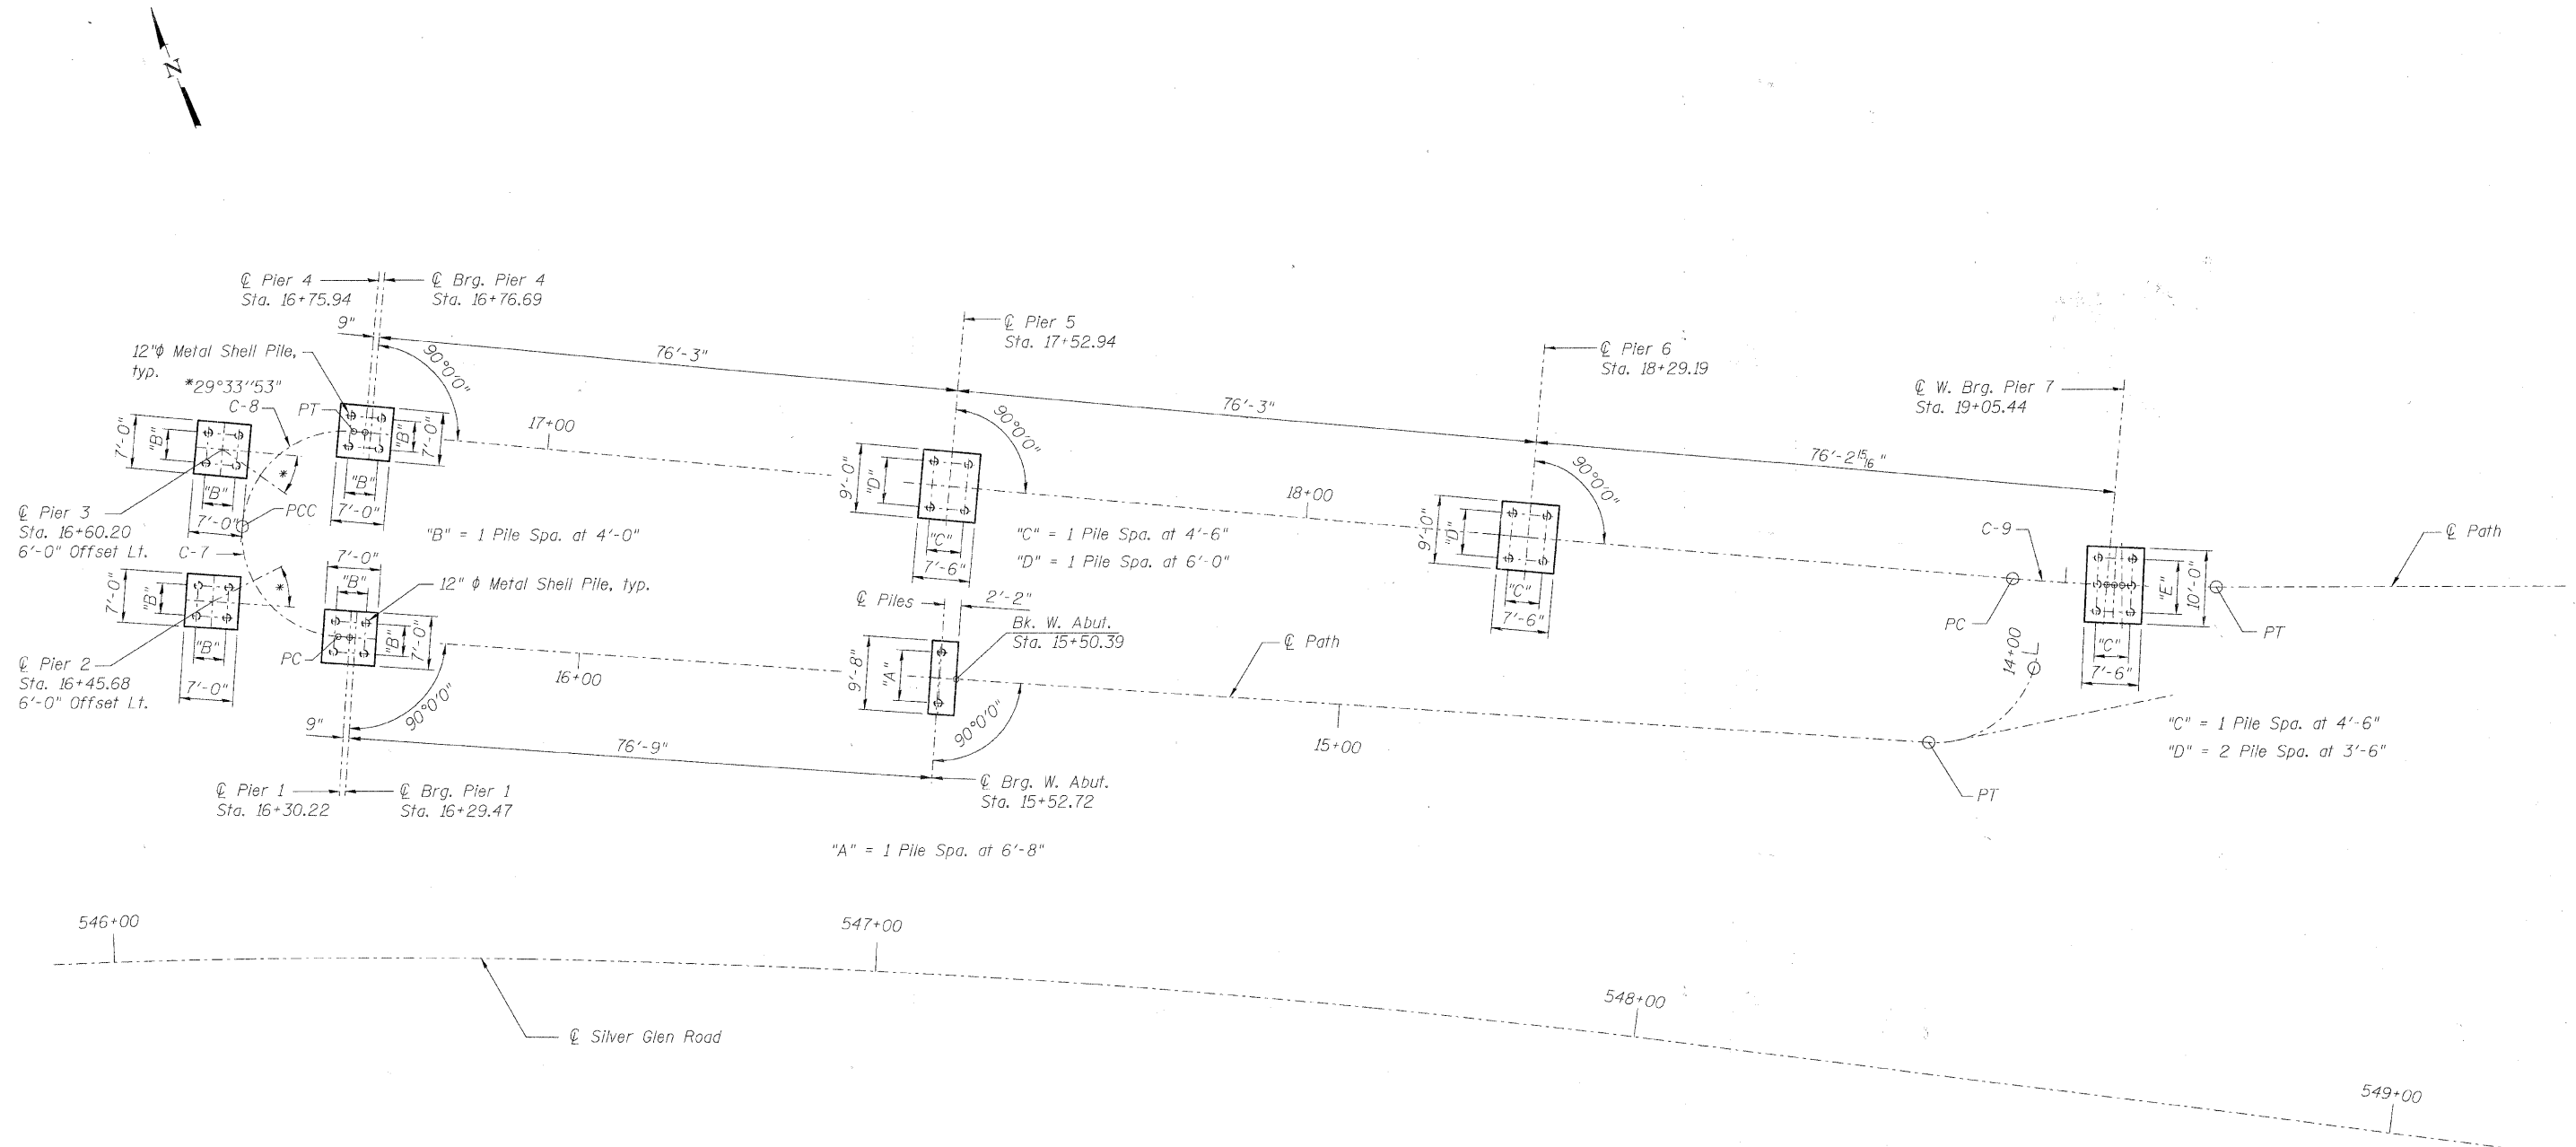 N
℄ Pier 4
Sta. 16+75.94
℄ Brg. Pier 4
Sta. 16+76.69
9"
12"ϕ Metal Shell Pile,
typ.
*29°33''53"
C-8
PT
90°0'0"
76'-3"
℄ Pier 5
Sta. 17+52.94
76'-3"
℄ Pier 6
Sta. 18+29.19
℄ W. Brg. Pier 7
Sta. 19+05.44
76'-2 15/16"
17+00
90°0'0"
18+00
90°0'0"
7'-0"
"B"
"B"
7'-0"
*
"B"
7'-0"
"B"
7'-0"
PCC
℄ Pier 3
Sta. 16+60.20
6'-0" Offset Lt.
C-7
"B" = 1 Pile Spa. at 4'-0"
9'-0"
"D"
"C"
7'-6"
"C" = 1 Pile Spa. at 4'-6"
"D" = 1 Pile Spa. at 6'-0"
9'-0"
"D"
"C"
7'-6"
C-9
℄ Path
PC
"E"
10'-0"
"C"
7'-6"
PT
14+00
7'-0"
"B"
*
"B"
7'-0"
℄ Pier 2
Sta. 16+45.68
6'-0" Offset Lt.
7'-0"
"B"
12" ϕ Metal Shell Pile, typ.
"B"
7'-0"
PC
90°0'0"
16+00
℄ Piles
2'-2"
Bk. W. Abut.
Sta. 15+50.39
9'-8"
"A"
℄ Path
90°0'0"
15+00
PT
"C" = 1 Pile Spa. at 4'-6"
"D" = 2 Pile Spa. at 3'-6"
9"
76'-9"
℄ Pier 1
Sta. 16+30.22
℄ Brg. Pier 1
Sta. 16+29.47
℄ Brg. W. Abut.
Sta. 15+52.72
"A" = 1 Pile Spa. at 6'-8"
546+00
547+00
548+00
549+00
℄ Silver Glen Road